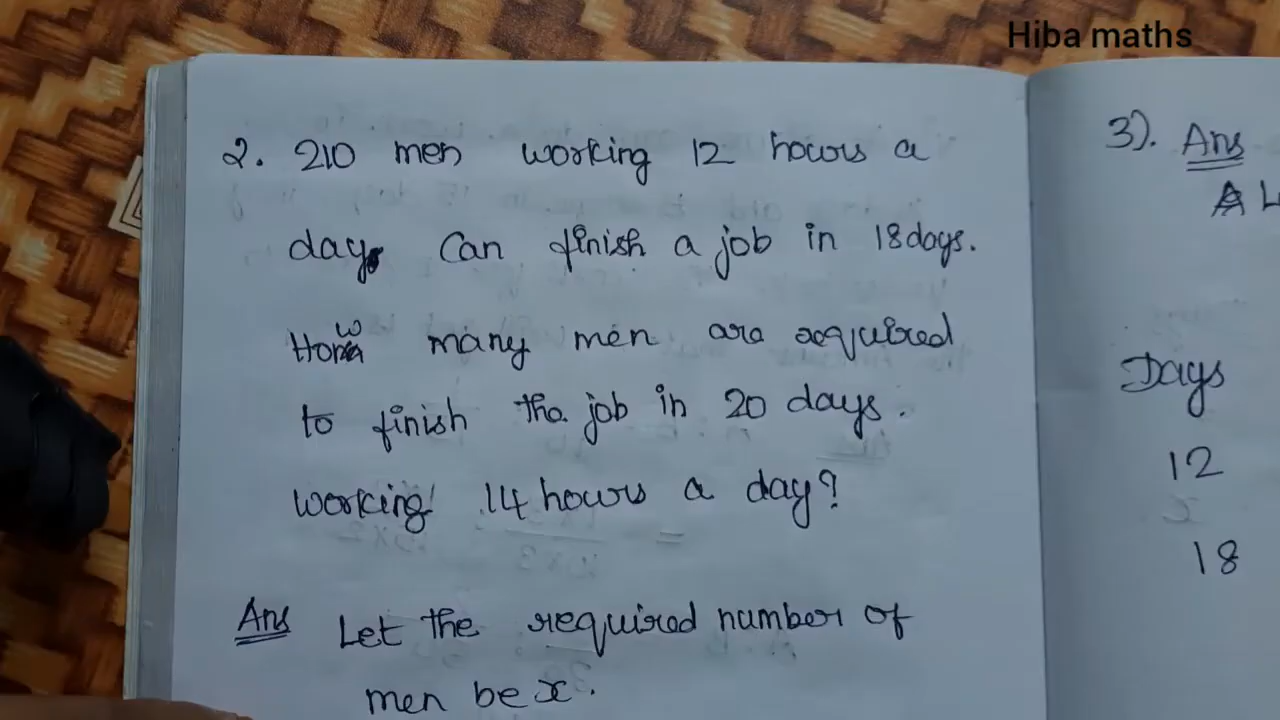 Hiba maths
2. 210 men working 12 hours a
day can finish a job in 18days.
How many men are required
to finish the job in 20 days.
working 14 hours a day?
Ans Let the required number of
men be x.
3). Ans
A L
Days
12
18